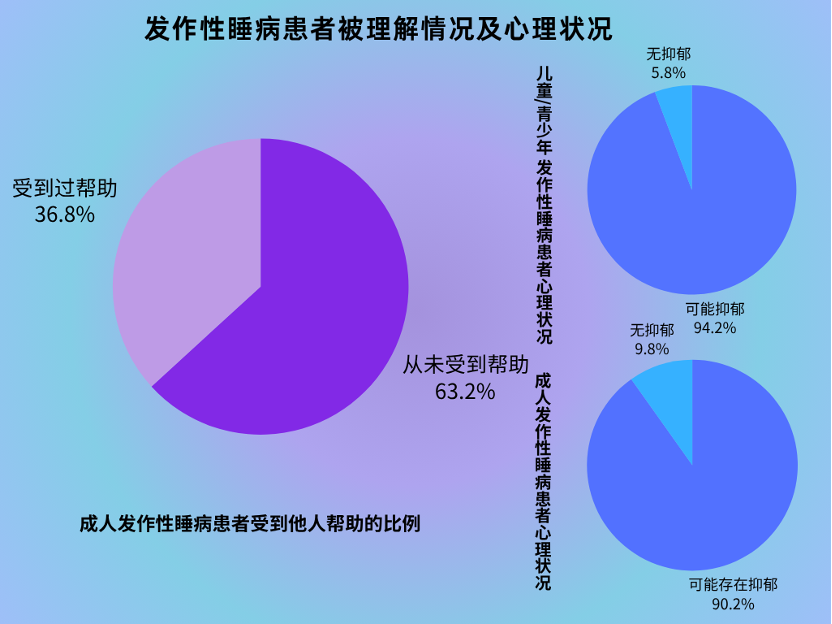 发作性睡病患者被理解情况及心理状况
受到过帮助
36.8%
从未受到帮助
63.2%
成人发作性睡病患者受到他人帮助的比例
儿童/青少年 发作性睡病患者心理状况
无抑郁
5.8%
可能抑郁
94.2%
成人发作性睡病患者心理状况
无抑郁
9.8%
可能存在抑郁
90.2%